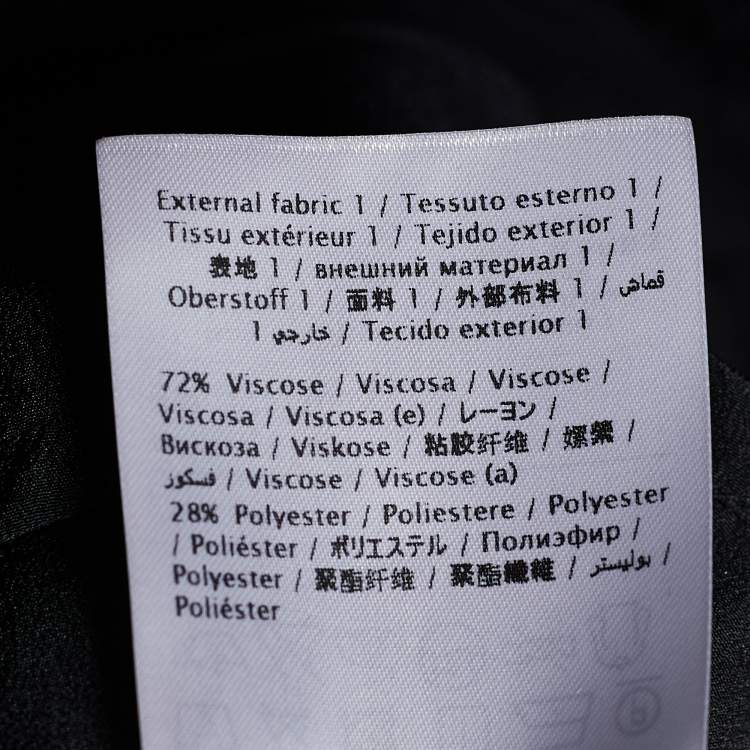 External fabric 1 / Tessuto esterno 1 /
Tissu extérieur 1 / Tejido exterior 1 /
表地 1 / внешний материал 1 /
Oberstoff 1 / 面料 1 / 外部布料 1 / قماش
خارجي 1 / Tecido exterior 1
72% Viscose / Viscosa / Viscose /
Viscosa / Viscosa (e) / レーヨン /
Вискоза / Viskose / 粘胶纤维 / 嫘縈 /
فسكوز / Viscose / Viscose (a)
28% Polyester / Poliestere / Polyester
/ Poliéster / ポリエステル / Полиэфир /
Polyester / 聚酯纤维 / 聚酯纖維 / بوليستر /
Poliéster